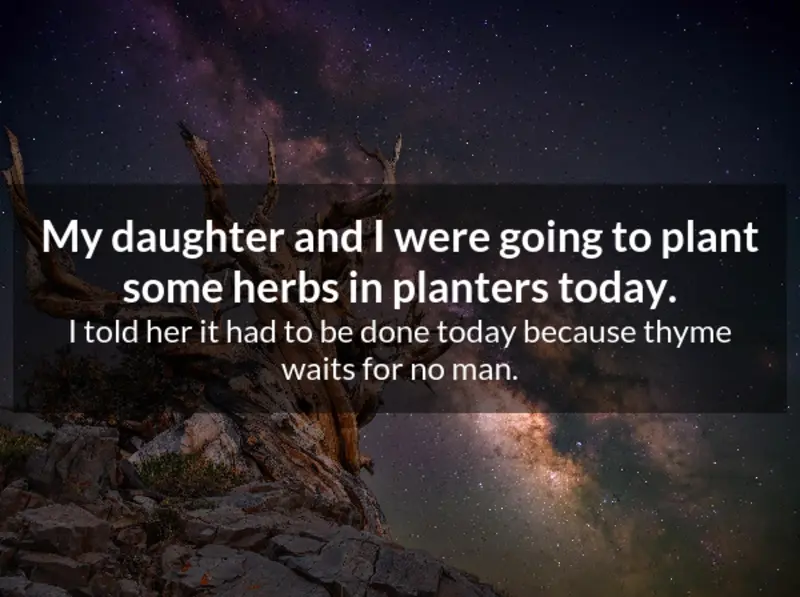 My daughter and I were going to plant
some herbs in planters today.
I told her it had to be done today because thyme
waits for no man.